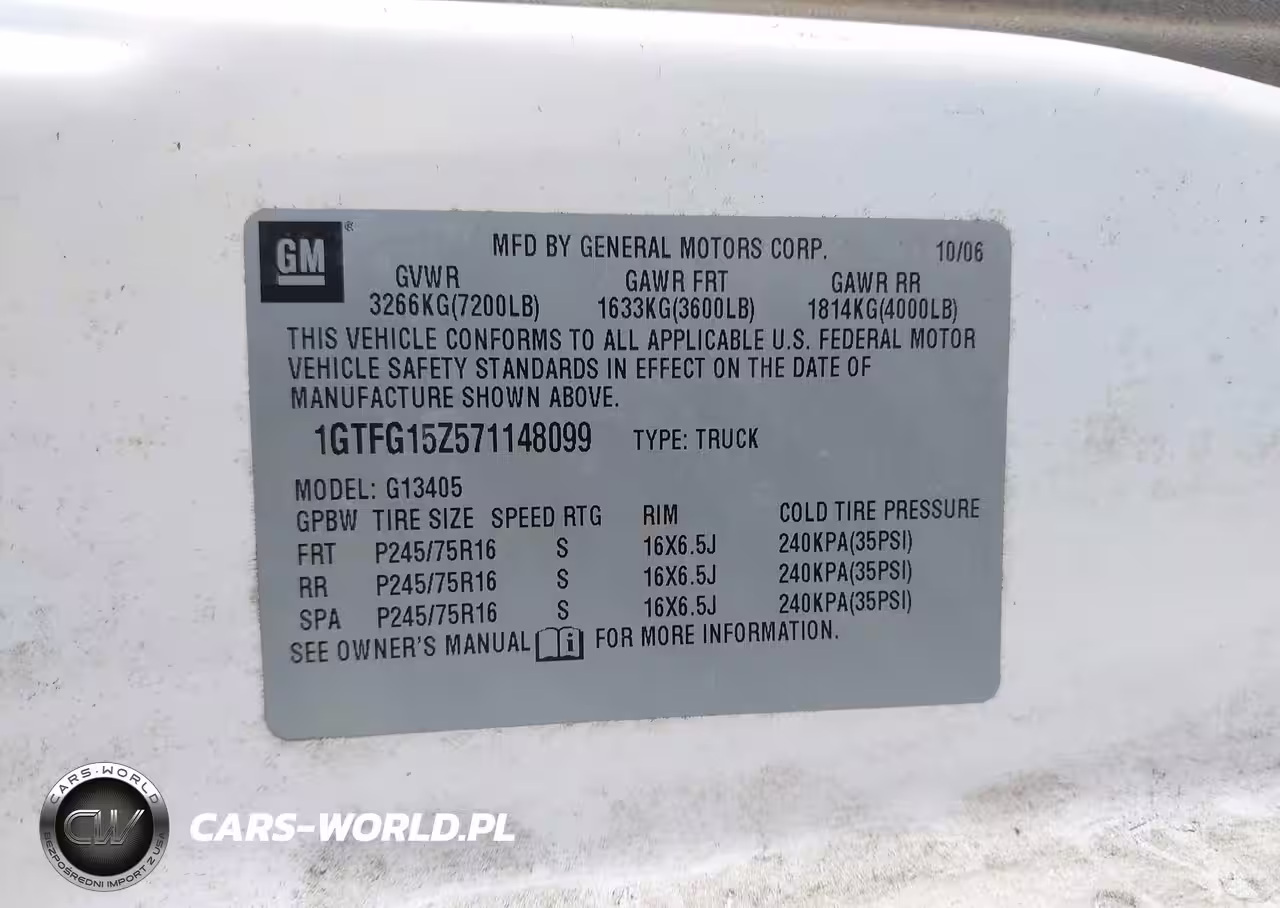 GM ®
MFD BY GENERAL MOTORS CORP. 10/06
GVWR GAWR FRT GAWR RR
3266KG(7200LB) 1633KG(3600LB) 1814KG(4000LB)
THIS VEHICLE CONFORMS TO ALL APPLICABLE U.S. FEDERAL MOTOR
VEHICLE SAFETY STANDARDS IN EFFECT ON THE DATE OF
MANUFACTURE SHOWN ABOVE.
1GTFG15Z571148099 TYPE: TRUCK
MODEL: G13405
GPBW TIRE SIZE SPEED RTG RIM COLD TIRE PRESSURE
FRT P245/75R16 S 16X6.5J 240KPA(35PSI)
RR P245/75R16 S 16X6.5J 240KPA(35PSI)
SPA P245/75R16 S 16X6.5J 240KPA(35PSI)
SEE OWNER'S MANUAL i FOR MORE INFORMATION.
CARS-WORLD
CW
BEZPOŚREDNI IMPORT Z USA
CARS-WORLD.PL